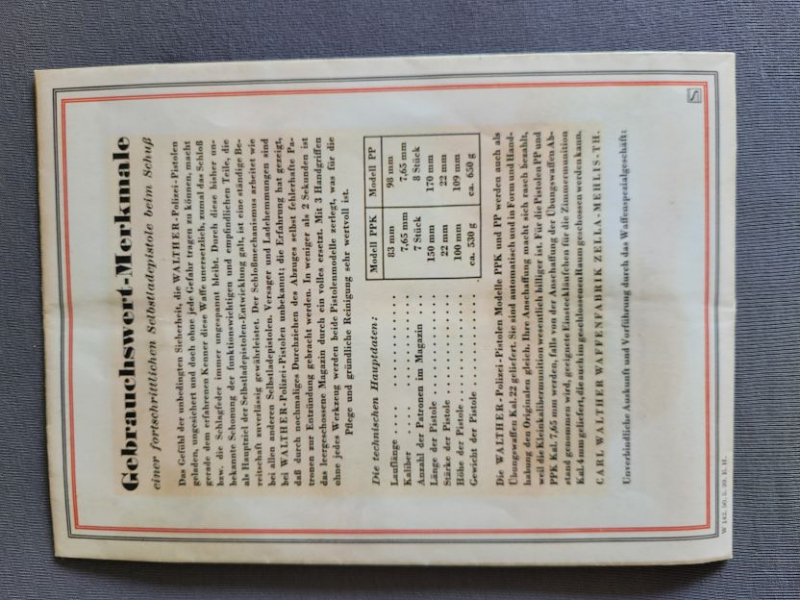 Gebrauchswert-Merkmale
einer fortschrittlichen Selbstladepistole beim Schuß
Das Gefühl der unbedingten Sicherheit, die WALTHER-Polizei-Pistolen
geladen, ungesichert und doch ohne jede Gefahr tragen zu können, macht
gerade dem erfahrenen Kenner diese Waffe unersetzlich, zumal das Schloß
bzw. die Schlagfeder immer ungespannt bleibt. Durch diese bisher un-
bekannte Schonung der funktionswichtigen und empfindlichen Teile, die
als Hauptziel der Selbstladepistolen-Entwicklung galt, ist eine ständige Be-
reitschaft zuverlässig gewährleistet. Der Schloßmechanismus arbeitet wie
bei allen anderen Selbstladepistolen. Versager und Ladehemmungen sind
bei WALTHER-Polizei-Pistolen unbekannt; die Erfahrung hat gezeigt,
daß durch nochmaliges Durchziehen des Abzuges selbst fehlerhafte Pa-
tronen zur Entzündung gebracht werden. In weniger als 2 Sekunden ist
das leergeschossene Magazin durch ein volles ersetzt. Mit 3 Handgriffen
ohne jedes Werkzeug werden beide Pistolenmodelle zerlegt, was für die
Pflege und gründliche Reinigung sehr wertvoll ist.
Die technischen Hauptdaten:
Modell PPK Modell PP
Lauflänge . . . . . . . . . . . . . . . . 83 mm 98 mm
Kaliber . . . . . . . . . . . . . . . . 7,65 mm 7,65 mm
Anzahl der Patronen im Magazin . . . 7 Stück 8 Stück
Länge der Pistole . . . . . . . . . . . 150 mm 170 mm
Stärke der Pistole . . . . . . . . . . . 22 mm 22 mm
Höhe der Pistole . . . . . . . . . . . 100 mm 109 mm
Gewicht der Pistole . . . . . . . . . . ca. 530 g ca. 650 g
Die WALTHER-Polizei-Pistolen Modelle PPK und PP werden auch als
Übungswaffen Kal. 22 geliefert. Sie sind automatisch und in Form und Hand-
habung den Originalen gleich. Ihre Anschaffung macht sich rasch bezahlt,
weil die Kleinkalibermunition wesentlich billiger ist. Für die Pistolen PP und
PPK Kal. 7,65 mm werden, falls von der Anschaffung der Übungswaffen Ab-
stand genommen wird, geeignete Einsteckläufchen für die Zimmermunition
Kal. 4 mm geliefert, die auch im geschlossenen Raum geschossen werden kann.
CARL WALTHER WAFFENFABRIK ZELLA-MEHLIS-TH.
Unverbindliche Auskunft und Vorführung durch das Waffenspezialgeschäft: